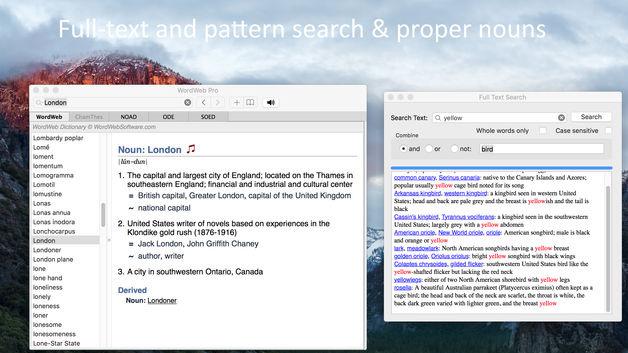 Full-text and pattern search & proper nouns
WordWeb Pro
London
WordWeb ChamThes NOAD ODE SOED
WordWeb Dictionary © WordWebSoftware.com
Lombardy poplar
Lomé
loment
lomentum
Lomogramma
Lomotil
lomustine
Lonas
Lonas annua
Lonas inodora
Lonchocarpus
London
Londoner
London plane
lone
lone hand
loneliness
lonely
loneness
loner
lonesome
lonesomeness
Lone-Star State
Noun: London
|lún-dun|
1. The capital and largest city of England; located on the Thames in
southeastern England; financial and industrial and cultural center
= British capital, Greater London, capital of the United Kingdom
~ national capital
2. United States writer of novels based on experiences in the
Klondike gold rush (1876-1916)
= Jack London, John Griffith Chaney
~ author, writer
3. A city in southwestern Ontario, Canada
Derived
Noun: Londoner
Full Text Search
Search Text: yellow Search
Whole words only Case sensitive
Combine
and or not: bird
common canary, Serinus canaria: native to the Canary Islands and Azores;
popular usually yellow cage bird noted for its song
Arkansas kingbird, western kingbird: a kingbird seen in western United
States; head and back are pale grey and the breast is yellowish and the tail is
black
Cassin's kingbird, Tyrannus vociferans: a kingbird seen in the southwestern
United States; largely grey with a yellow abdomen
American oriole, New World oriole, oriole: American songbird; male is black
and orange or yellow
lark, meadowlark: North American songbirds having a yellow breast
golden oriole, Oriolus oriolus: bright yellow songbird with black wings
Colaptes chrysoides, gilded flicker: southwestern United States bird like the
yellow-shafted flicker but lacking the red neck
yellowlegs: either of two North American shorebird with yellow legs
rosella: A beautiful Australian parrakeet (Platycercus eximius) often kept as a
cage bird; the head and back of the neck are scarlet, the throat is white, the
back dark green varied with lighter green, and the breast yellow